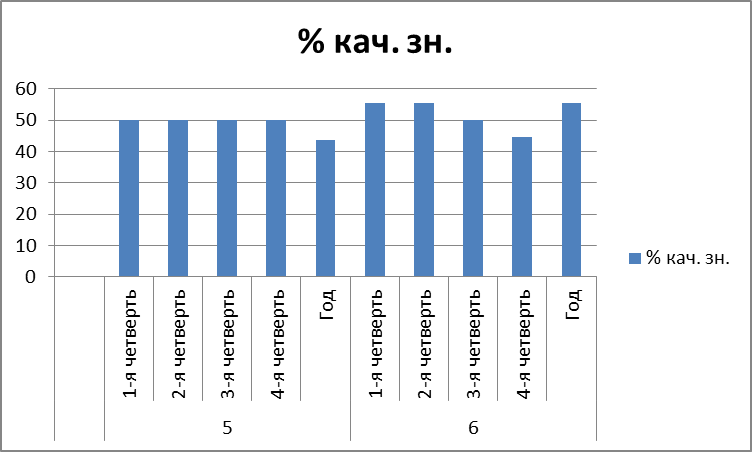 % кач. зн.
60
50
40
30
20
10
0
1-я четверть
2-я четверть
3-я четверть
4-я четверть
Год
1-я четверть
2-я четверть
3-я четверть
4-я четверть
Год
5
6
% кач. зн.